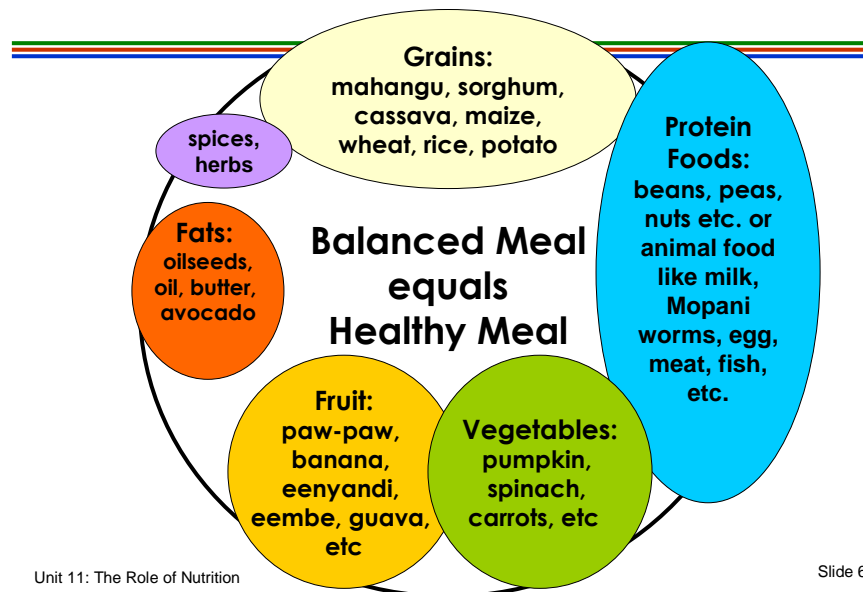 Grains:
mahangu, sorghum,
cassava, maize,
wheat, rice, potato
spices,
herbs
Protein
Foods:
beans, peas,
nuts etc. or
animal food
like milk,
Mopani
worms, egg,
meat, fish,
etc.
Fats:
oilseeds,
oil, butter,
avocado
Balanced Meal
equals
Healthy Meal
Fruit:
paw-paw,
banana,
eenyandi,
eembe, guava,
etc
Vegetables:
pumpkin,
spinach,
carrots, etc
Unit 11: The Role of Nutrition
Slide 6